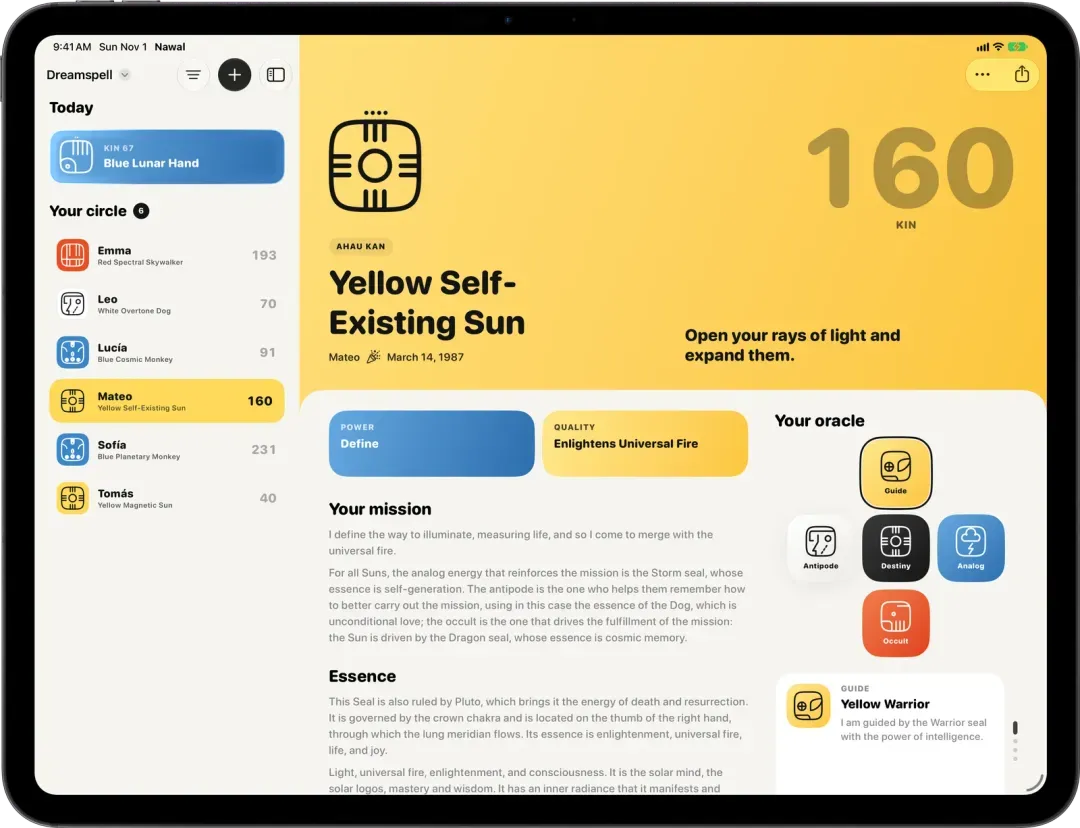 9:41 AM Sun Nov 1 Nawal
Dreamspell
Today
KIN 67
Blue Lunar Hand
Your circle 6
Emma
Red Spectral Skywalker
193
Leo
White Overtone Dog
70
Lucía
Blue Cosmic Monkey
91
Mateo
Yellow Self-Existing Sun
160
Sofía
Blue Planetary Monkey
231
Tomás
Yellow Magnetic Sun
40
160
KIN
AHAU KAN
Yellow Self-
Existing Sun
Mateo March 14, 1987
Open your rays of light and
expand them.
POWER
Define
QUALITY
Enlightens Universal Fire
Your mission
I define the way to illuminate, measuring life, and so I come to merge with the
universal fire.
For all Suns, the analog energy that reinforces the mission is the Storm seal, whose
essence is self-generation. The antipode is the one who helps them remember how
to better carry out the mission, using in this case the essence of the Dog, which is
unconditional love; the occult is the one that drives the fulfillment of the mission:
the Sun is driven by the Dragon seal, whose essence is cosmic memory.
Essence
This Seal is also ruled by Pluto, which brings it the energy of death and resurrection.
It is governed by the crown chakra and is located on the thumb of the right hand,
through which the lung meridian flows. Its essence is enlightenment, universal fire,
life, and joy.
Light, universal fire, enlightenment, and consciousness. It is the solar mind, the
solar logos, mastery and wisdom. It has an inner radiance that it manifests and
Your oracle
Guide
Antipode
Destiny
Analog
Occult
GUIDE
Yellow Warrior
I am guided by the Warrior seal
with the power of intelligence.